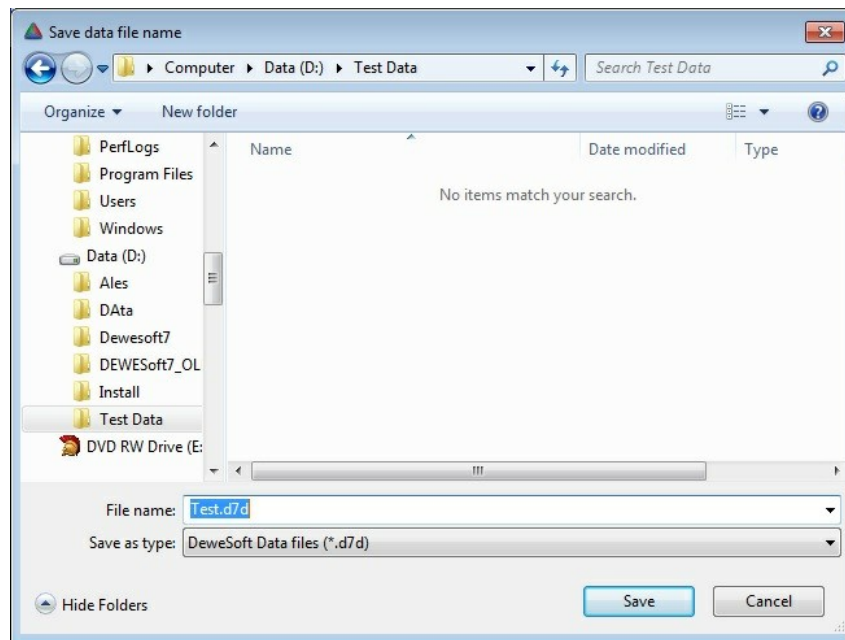 Save data file name
Computer Data (D:) Test Data Search Test Data
Organize New folder
Name Date modified Type
No items match your search.
PerfLogs
Program Files
Users
Windows
Data (D:)
Ales
DAta
Dewesoft7
DEWESoft7_OL
Install
Test Data
DVD RW Drive (E:
File name: Test.d7d
Save as type: DeweSoft Data files (*.d7d)
Hide Folders Save Cancel